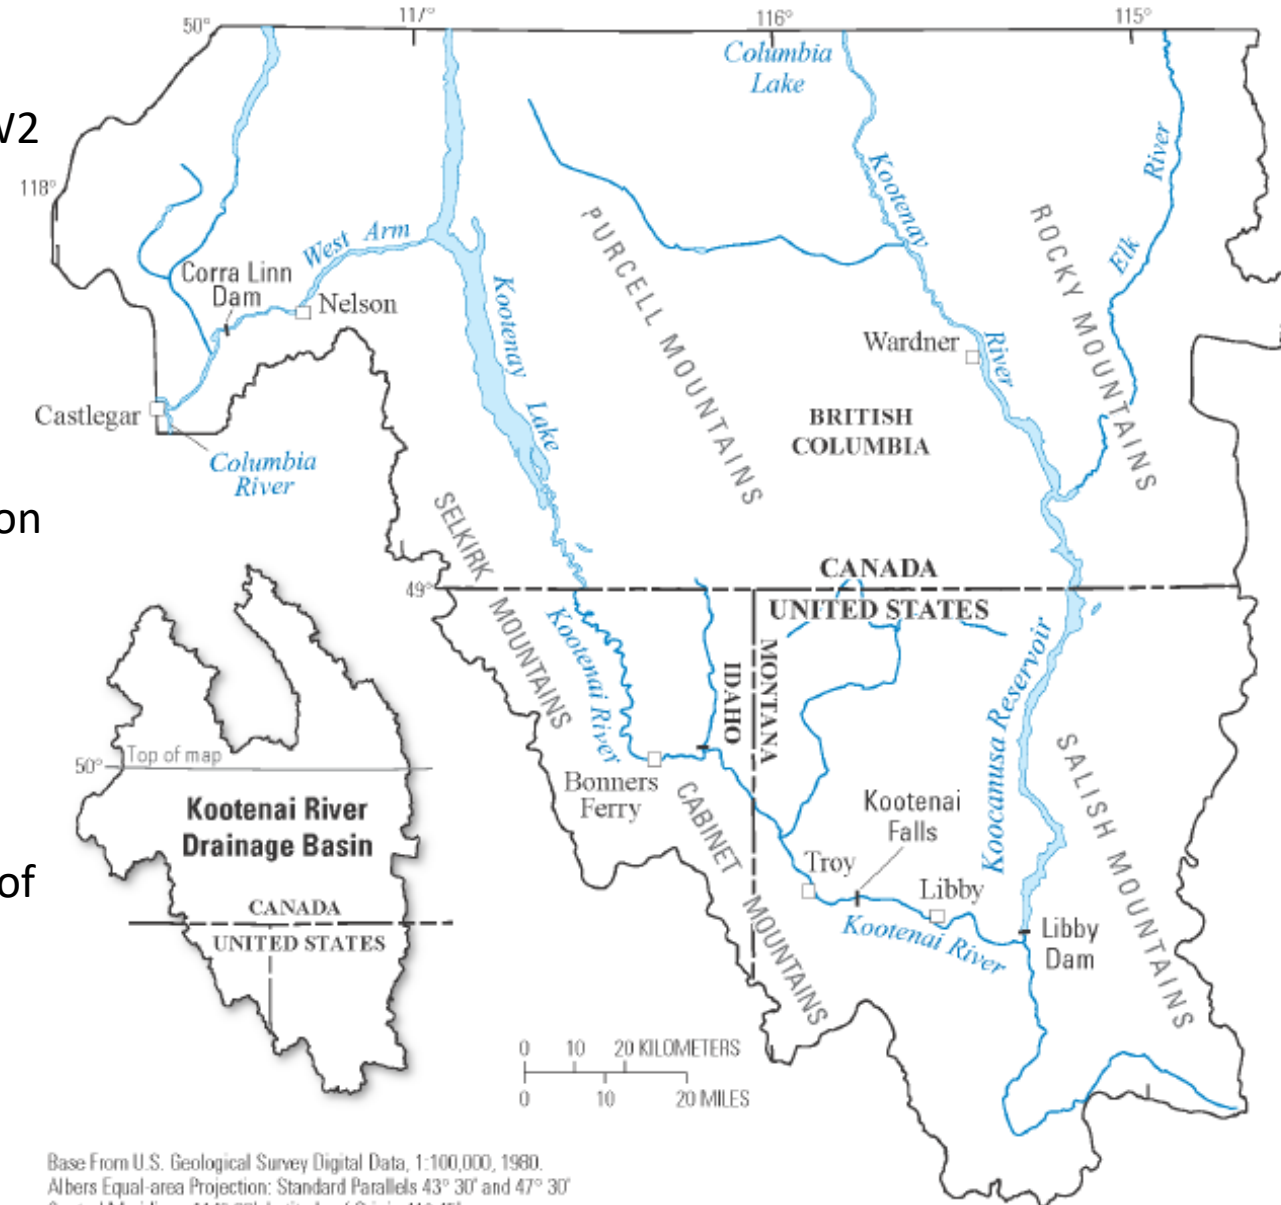 117°
116°
115°
50°
Columbia
Lake
W2
118°
Kootenay
River
Elk
River
West Arm
PURCELL MOUNTAINS
ROCKY MOUNTAINS
Corra Linn
Dam
Nelson
Kootenay
Lake
Wardner
Castlegar
BRITISH
COLUMBIA
Columbia
River
on
SELKIRK
MOUNTAINS
49°
CANADA
UNITED STATES
Kootenai River
IDAHO
MONTANA
Koocanusa Reservoir
SALISH MOUNTAINS
Top of map
50°
Bonners
Ferry
CABINET
MOUNTAINS
Kootenai
Falls
Kootenai River
Drainage Basin
Troy
Libby
of
CANADA
UNITED STATES
Kootenai River
Libby
Dam
0 10 20 KILOMETERS
0 10 20 MILES
Base From U.S. Geological Survey Digital Data, 1:100,000, 1980.
Albers Equal-area Projection: Standard Parallels 43° 30' and 47° 30'